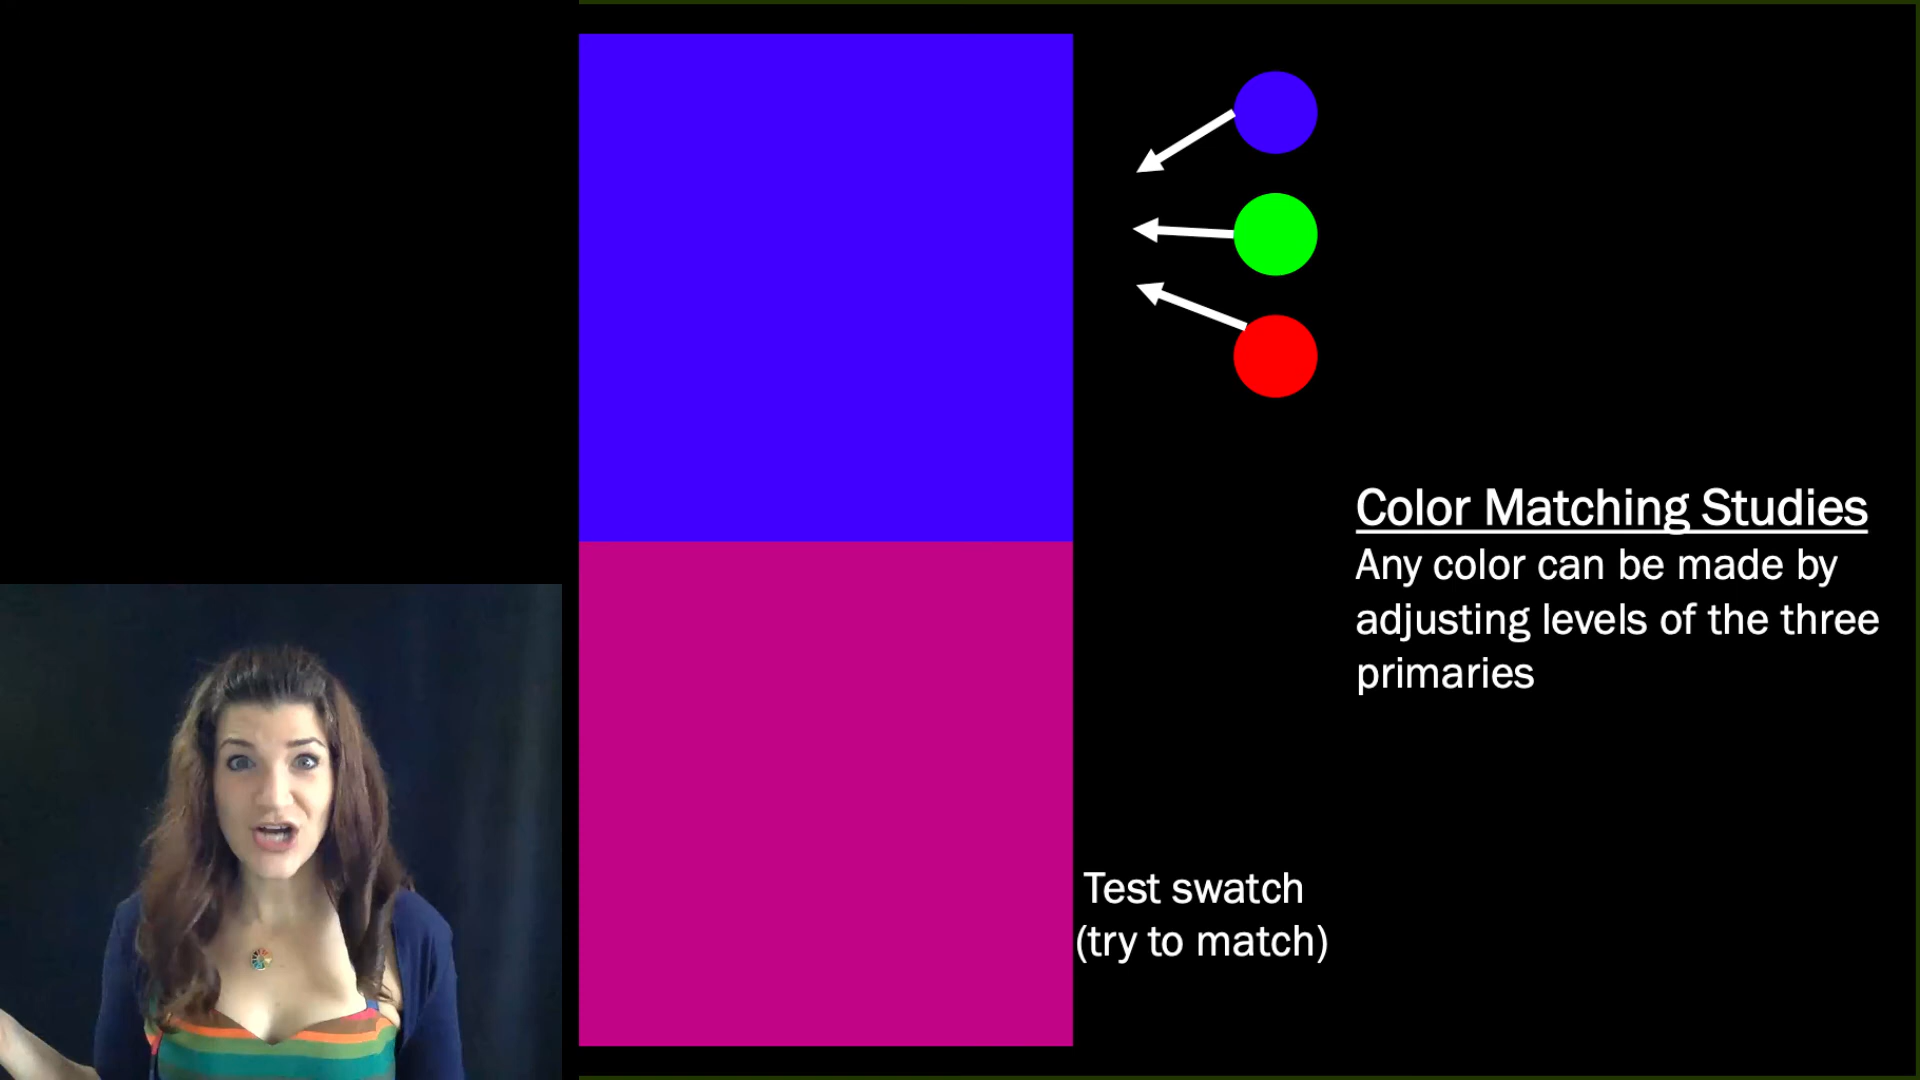 Color Matching Studies
Any color can be made by
adjusting levels of the three
primaries
Test swatch
(try to match)